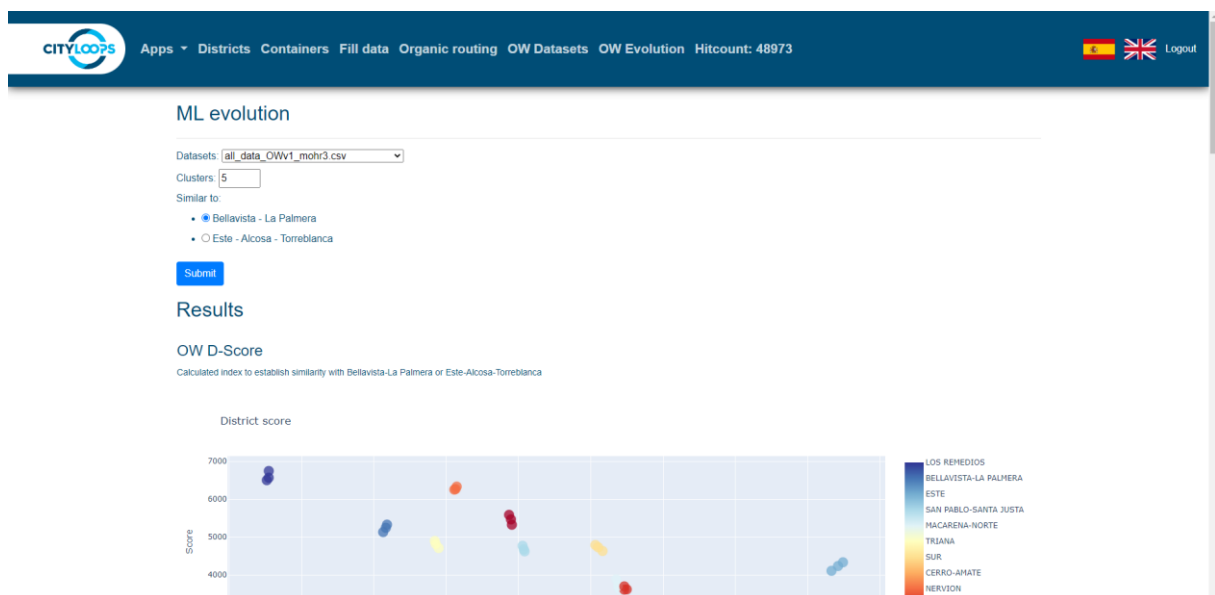 CITYLOOPS Apps Districts Containers Fill data Organic routing OW Datasets OW Evolution Hitcount: 48973 Logout
ML evolution
Datasets: all_data_OWv1_mohr3.csv
Clusters: 5
Similar to:
Bellavista - La Palmera
Este - Alcosa - Torreblanca
Submit
Results
OW D-Score
Calculated index to establish similarity with Bellavista-La Palmera or Este-Alcosa-Torreblanca
District score
7000
6000
5000
4000
Score
LOS REMEDIOS
BELLAVISTA-LA PALMERA
ESTE
SAN PABLO-SANTA JUSTA
MACARENA-NORTE
TRIANA
SUR
CERRO-AMATE
NERVION